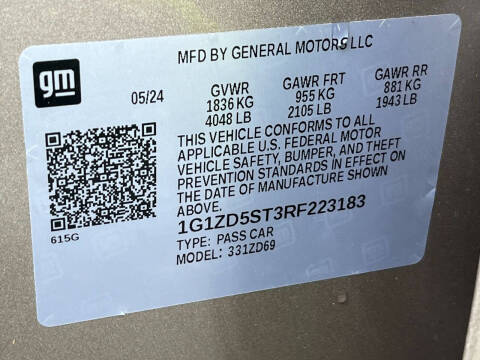 MFD BY GENERAL MOTORS LLC
gm
05/24
GVWR GAWR FRT GAWR RR
1836 KG 955 KG 881 KG
4048 LB 2105 LB 1943 LB
THIS VEHICLE CONFORMS TO ALL
APPLICABLE U.S. FEDERAL MOTOR
VEHICLE SAFETY, BUMPER, AND THEFT
PREVENTION STANDARDS IN EFFECT ON
THE DATE OF MANUFACTURE SHOWN
ABOVE.
615G
1G1ZD5ST3RF223183
TYPE: PASS CAR
MODEL: 331ZD69